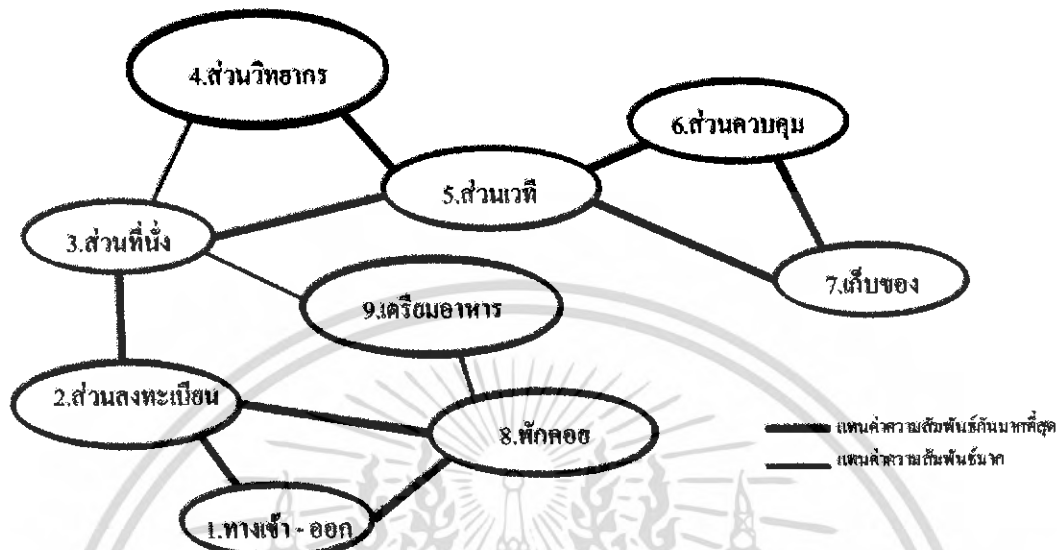 4.ส่วนวิทยากร
6.ส่วนควบคุม
5.ส่วนเวที
3.ส่วนที่นั่ง
7.เก็บของ
9.เตรียมอาหาร
2.ส่วนลงทะเบียน
8.พักคอย
แทนค่าความสัมพันธ์กันมากที่สุด
แทนค่าความสัมพันธ์มาก
1.ทางเข้า - ออก